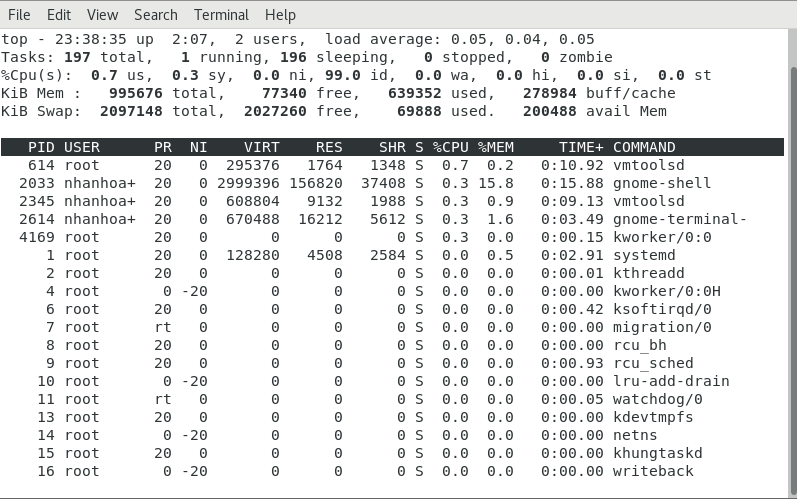 File Edit View Search Terminal Help
top - 23:38:35 up  2:07,  2 users,  load average: 0.05, 0.04, 0.05
Tasks: 197 total,   1 running, 196 sleeping,   0 stopped,   0 zombie
%Cpu(s):  0.7 us,  0.3 sy,  0.0 ni, 99.0 id,  0.0 wa,  0.0 hi,  0.0 si,  0.0 st
KiB Mem :   995676 total,    77340 free,   639352 used,   278984 buff/cache
KiB Swap:  2097148 total,  2027260 free,    69888 used.   200488 avail Mem
PID USER      PR  NI    VIRT    RES    SHR S %CPU %MEM     TIME+ COMMAND
614 root      20   0  295376   1764   1348 S  0.7  0.2   0:10.92 vmtoolsd
2033 nhanhoa+  20   0 2999396 156820  37408 S  0.3 15.8   0:15.88 gnome-shell
2345 nhanhoa+  20   0  608804   9132   1988 S  0.3  0.9   0:09.13 vmtoolsd
2614 nhanhoa+  20   0  670488  16212   5612 S  0.3  1.6   0:03.49 gnome-terminal-
4169 root      20   0       0      0      0 S  0.3  0.0   0:00.15 kworker/0:0
1 root      20   0  128280   4508   2584 S  0.0  0.5   0:02.91 systemd
2 root      20   0       0      0      0 S  0.0  0.0   0:00.01 kthreadd
4 root       0 -20       0      0      0 S  0.0  0.0   0:00.00 kworker/0:0H
6 root      20   0       0      0      0 S  0.0  0.0   0:00.42 ksoftirqd/0
7 root      rt   0       0      0      0 S  0.0  0.0   0:00.00 migration/0
8 root      20   0       0      0      0 S  0.0  0.0   0:00.00 rcu_bh
9 root      20   0       0      0      0 S  0.0  0.0   0:00.93 rcu_sched
10 root       0 -20       0      0      0 S  0.0  0.0   0:00.00 lru-add-drain
11 root      rt   0       0      0      0 S  0.0  0.0   0:00.05 watchdog/0
13 root      20   0       0      0      0 S  0.0  0.0   0:00.00 kdevtmpfs
14 root       0 -20       0      0      0 S  0.0  0.0   0:00.00 netns
15 root      20   0       0      0      0 S  0.0  0.0   0:00.00 khungtaskd
16 root       0 -20       0      0      0 S  0.0  0.0   0:00.00 writeback